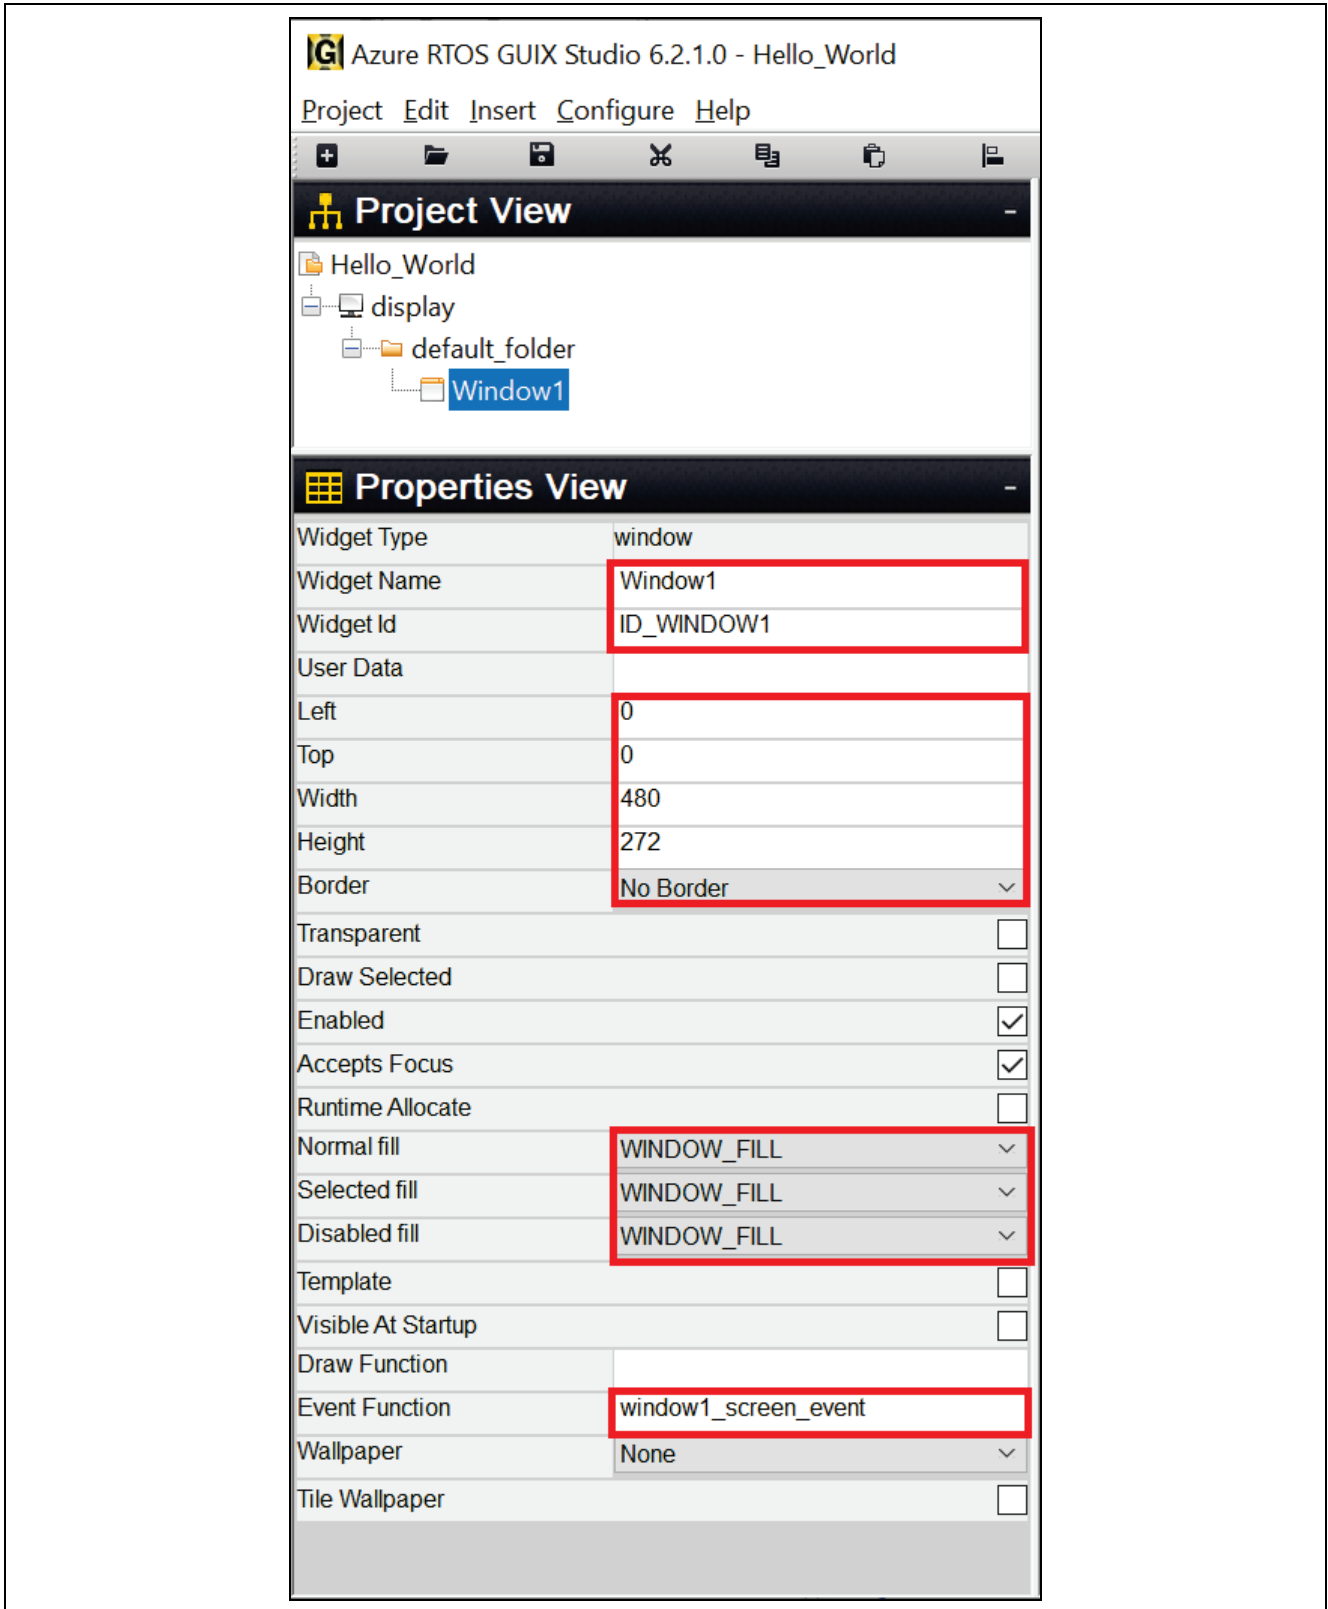 Azure RTOS GUIX Studio 6.2.1.0 - Hello_World
Project Edit Insert Configure Help
Project View
Hello_World
display
default_folder
Window1
Properties View
Widget Type window
Widget Name Window1
Widget Id ID_WINDOW1
User Data
Left 0
Top 0
Width 480
Height 272
Border No Border
Transparent
Draw Selected
Enabled
Accepts Focus
Runtime Allocate
Normal fill WINDOW_FILL
Selected fill WINDOW_FILL
Disabled fill WINDOW_FILL
Template
Visible At Startup
Draw Function
Event Function window1_screen_event
Wallpaper None
Tile Wallpaper